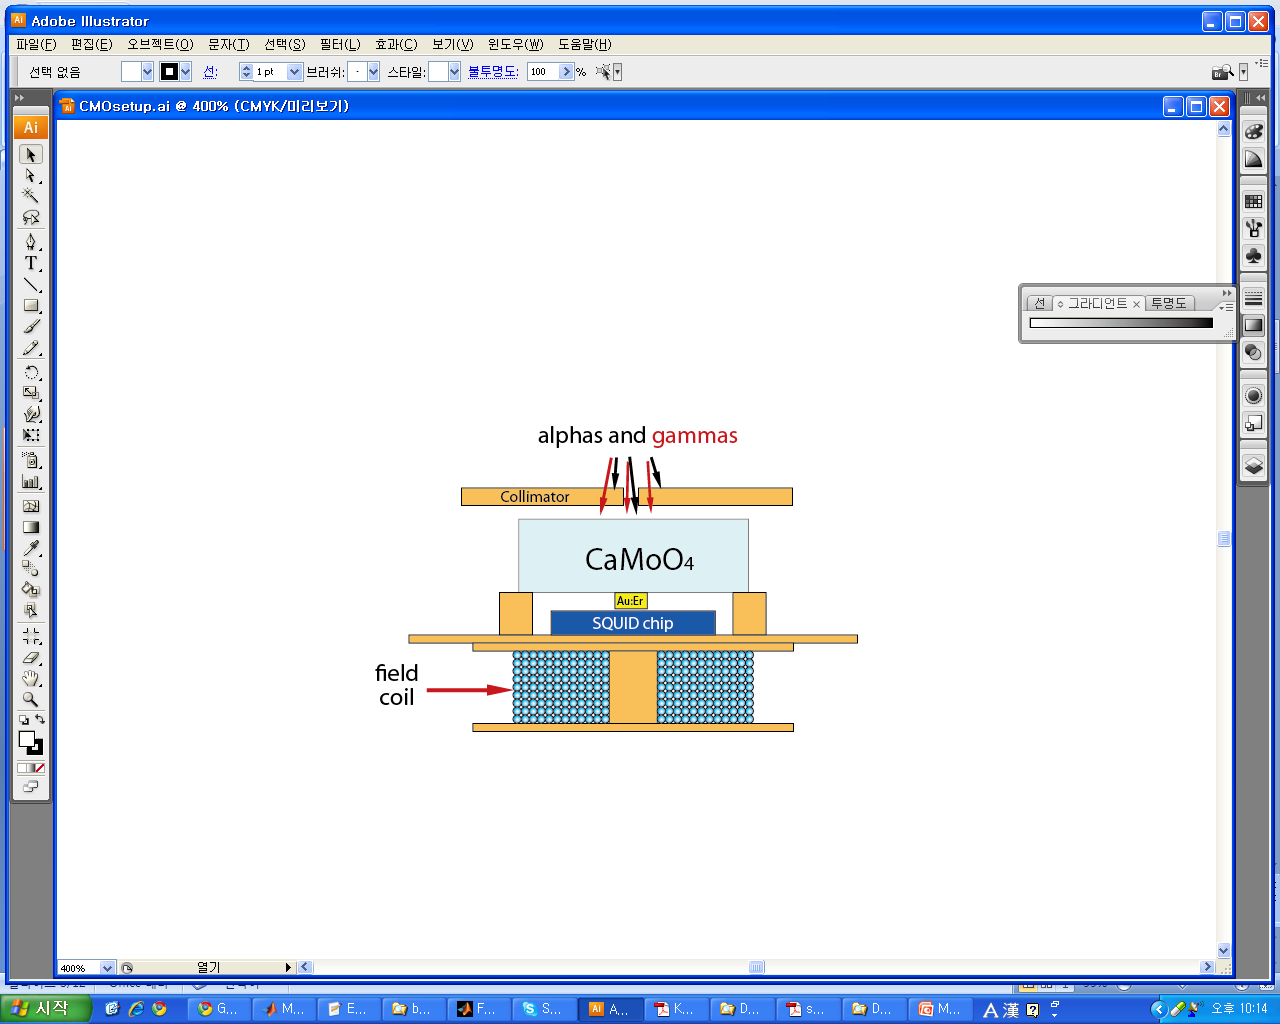 Adobe Illustrator
파일(F) 편집(E) 오브젝트(O) 문자(T) 선택(S) 필터(L) 효과(C) 보기(V) 윈도우(W) 도움말(H)
선택 없음 선: 1 pt 브러쉬: 스타일: 불투명도: 100 %
CMOsetup.ai @ 400% (CMYK/미리보기)
Ai
선 그라디언트 투명도
alphas and gammas
Collimator
CaMoO4
Au:Er
SQUID chip
field
coil
400% 열기
시작 G... M... E... b... F... S... A... K... D... s... D... M... A 漢 오후 10:14